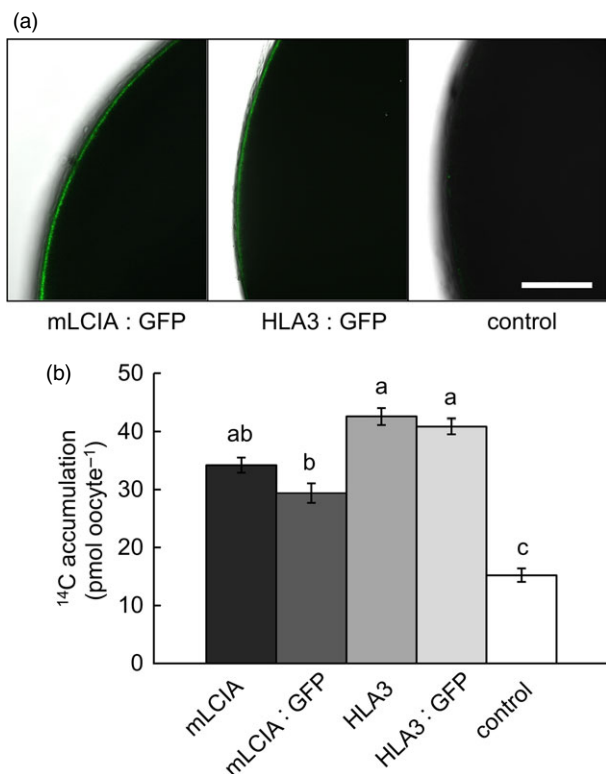 (a)
mLCIA : GFP HLA3 : GFP control
(b)
50
40
30
20
10
0
¹⁴C accumulation
(pmol oocyte⁻¹)
ab
b
a
a
c
mLCIA
mLCIA : GFP
HLA3
HLA3 : GFP
control